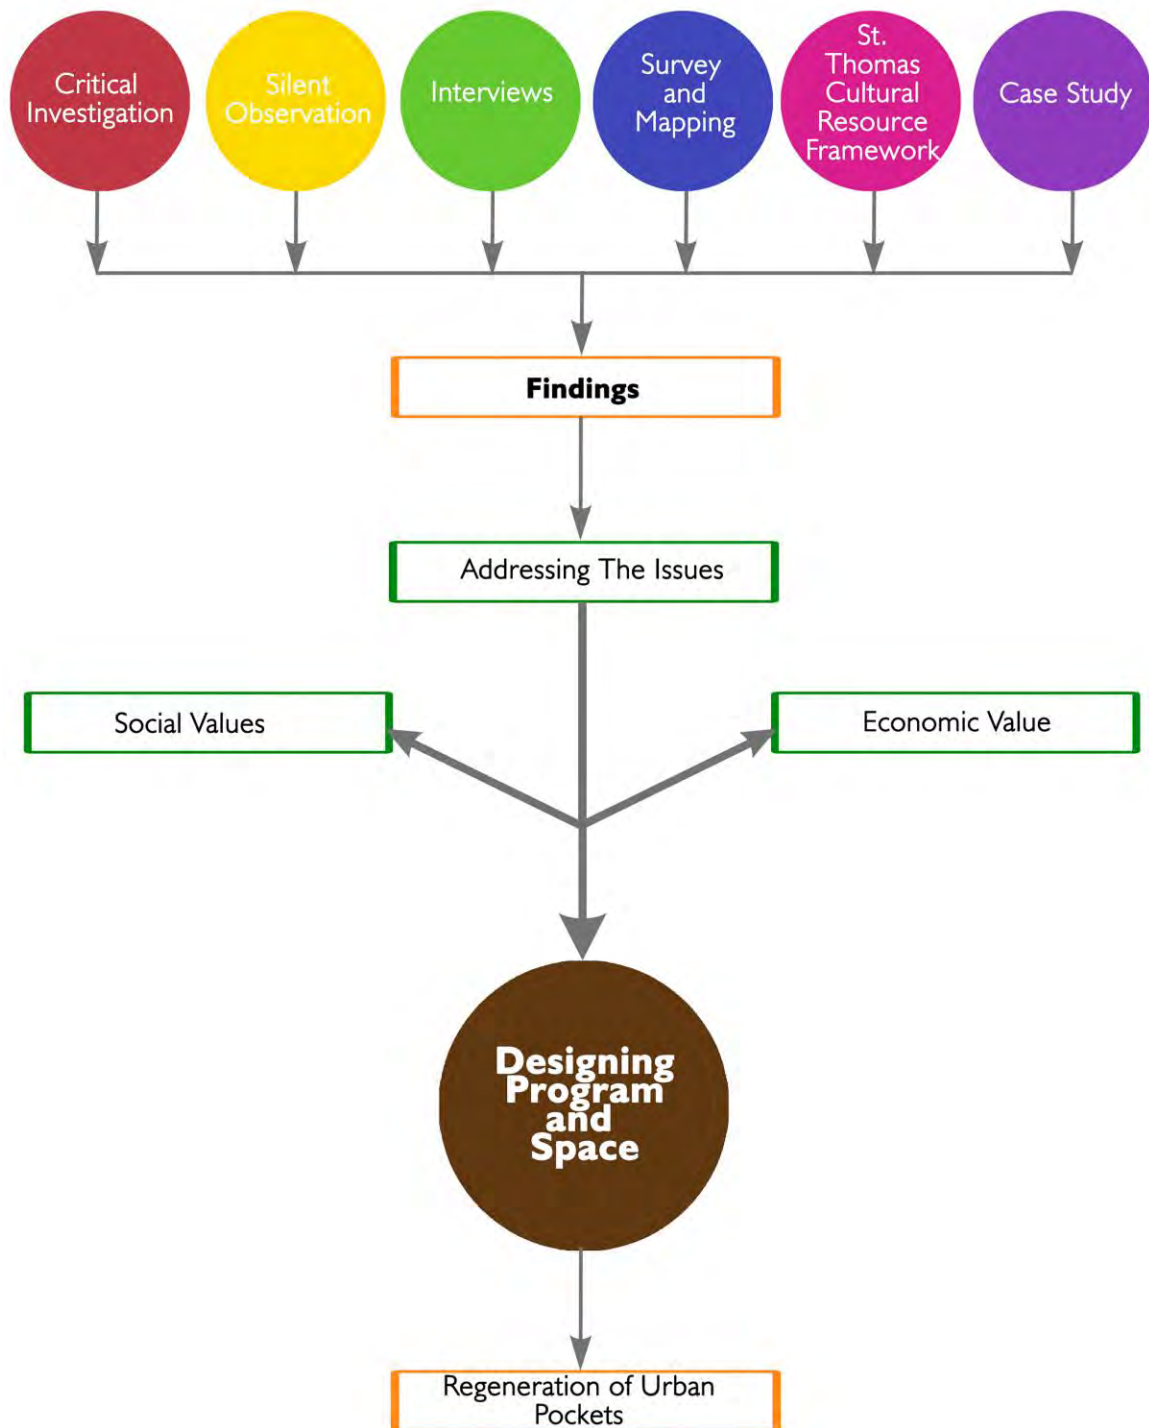 Critical
Investigation
Silent
Observation
Interviews
Survey
and
Mapping
St.
Thomas
Cultural
Resource
Framework
Case Study
Findings
Addressing The Issues
Social Values
Economic Value
Designing
Program
and
Space
Regeneration of Urban
Pockets